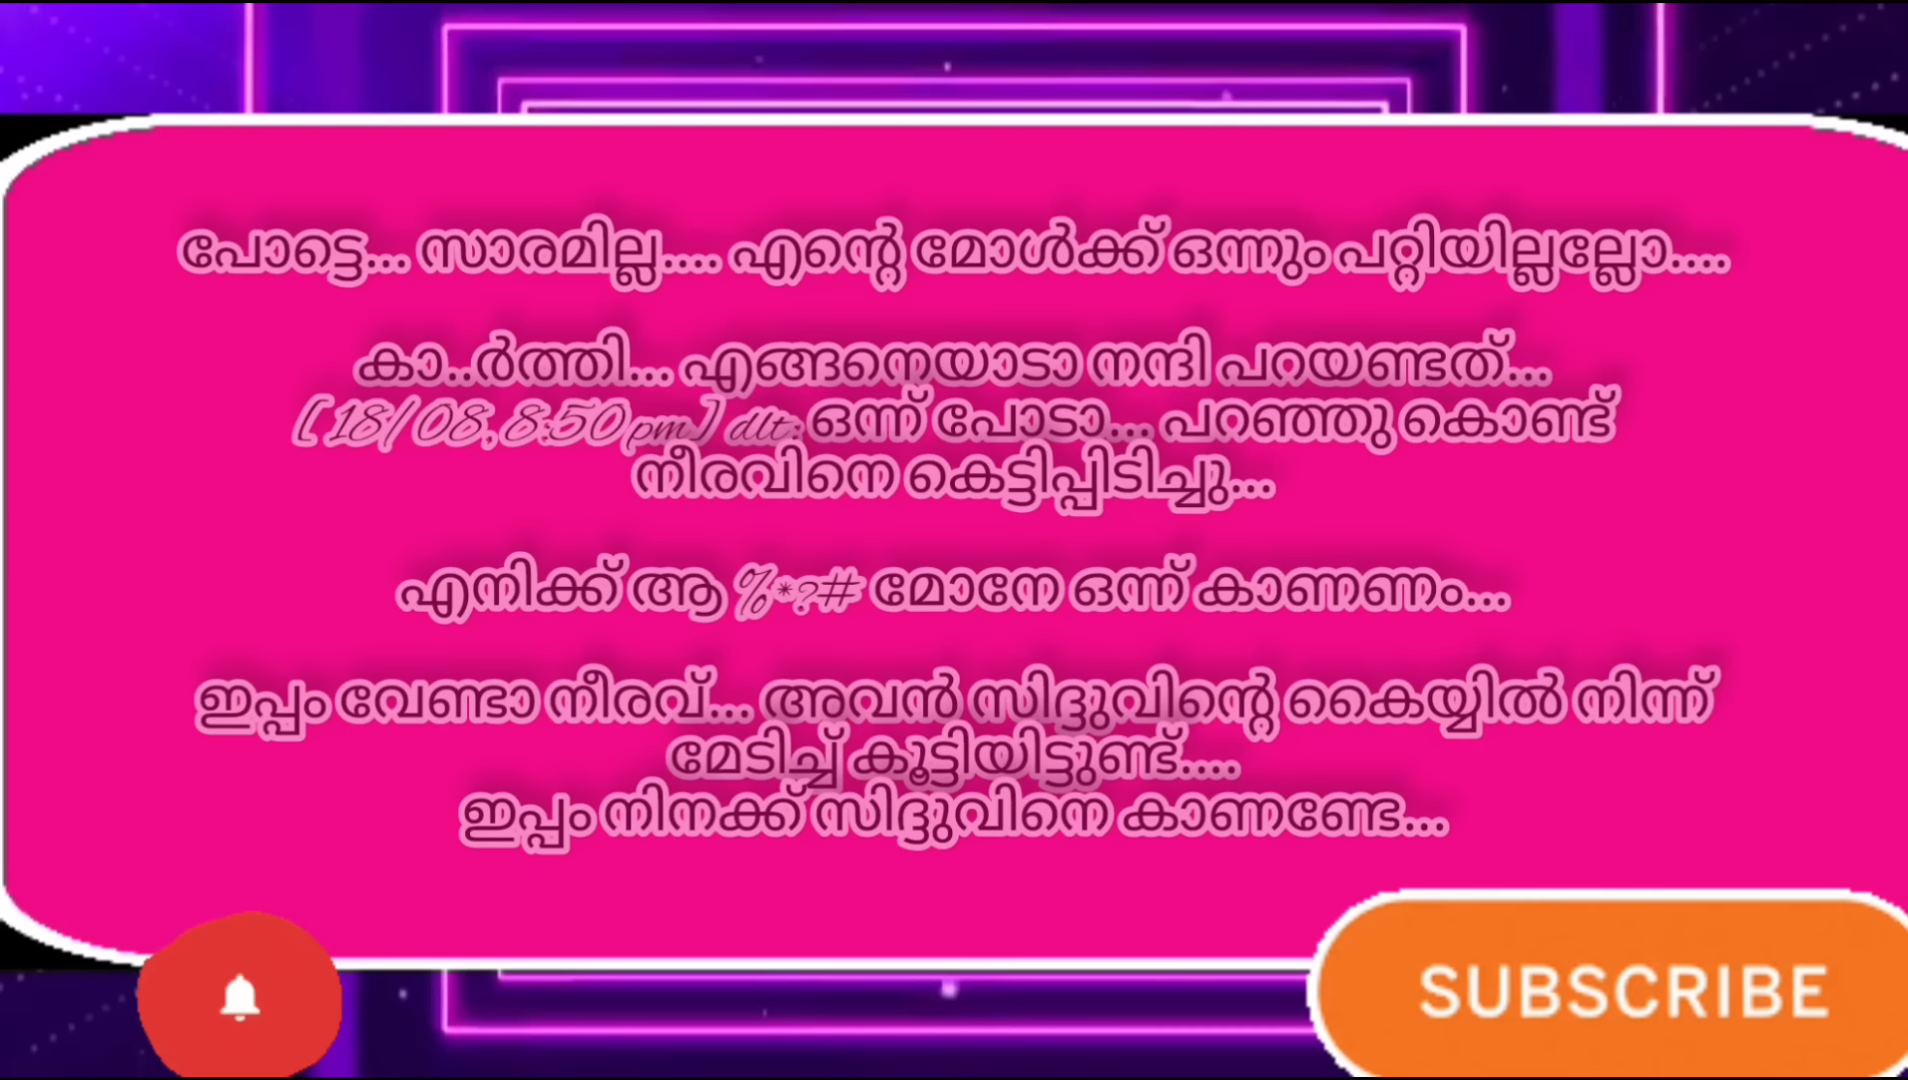 പോട്ടെ... സാരമില്ല.... എന്റെ മോൾക്ക് ഒന്നും പറ്റിയില്ലല്ലോ....
കാ..ർത്തി... എങ്ങനെയാടാ നന്ദി പറയണ്ടത്...
[18/08, 8:50 pm] dlt: ഒന്ന് പോടാ... പറഞ്ഞു കൊണ്ട്
നീരവിനെ കെട്ടിപ്പിടിച്ചു...
എനിക്ക് ആ %*?# മോനേ ഒന്ന് കാണണം...
ഇപ്പം വേണ്ടാ നീരവ്... അവൻ സിദ്ദുവിന്റെ കൈയ്യിൽ നിന്ന്
മേടിച്ച് കൂട്ടിയിട്ടുണ്ട്....
ഇപ്പം നിനക്ക് സിദ്ദുവിനെ കാണണ്ടേ...
SUBSCRIBE